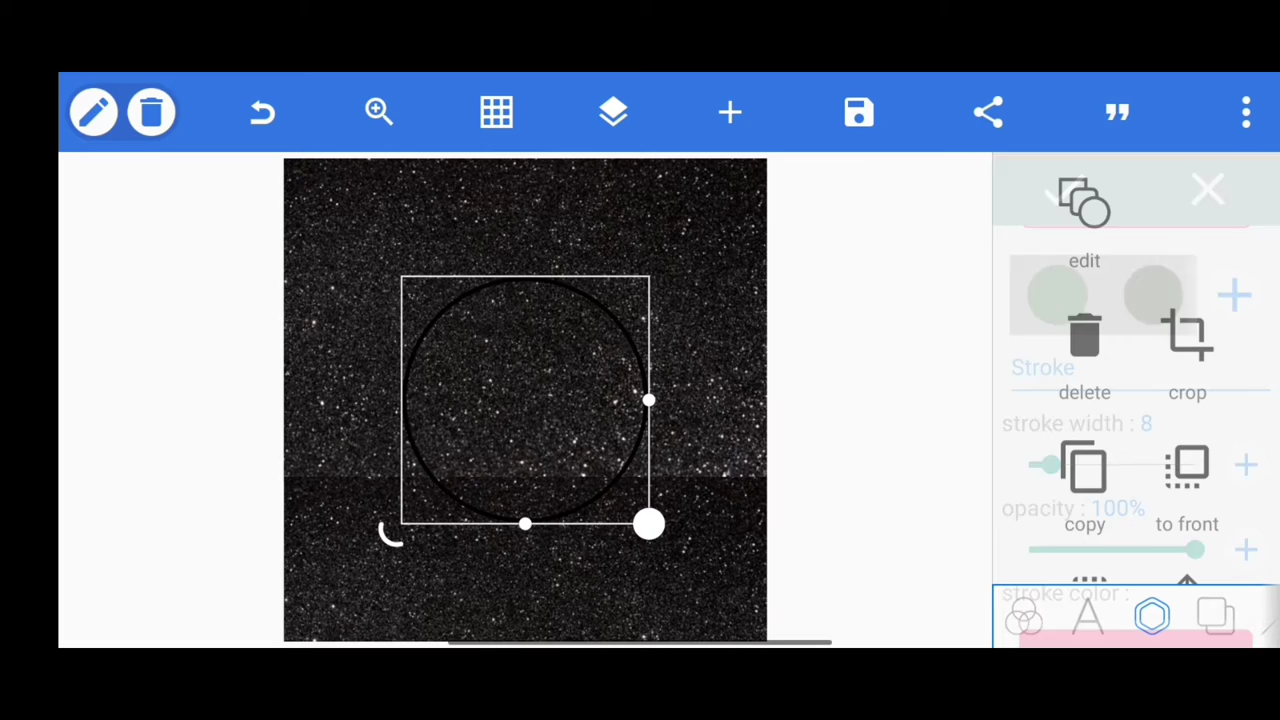 edit
Stroke
delete
crop
stroke width : 8
opacity : 100%
copy
to front
stroke color :